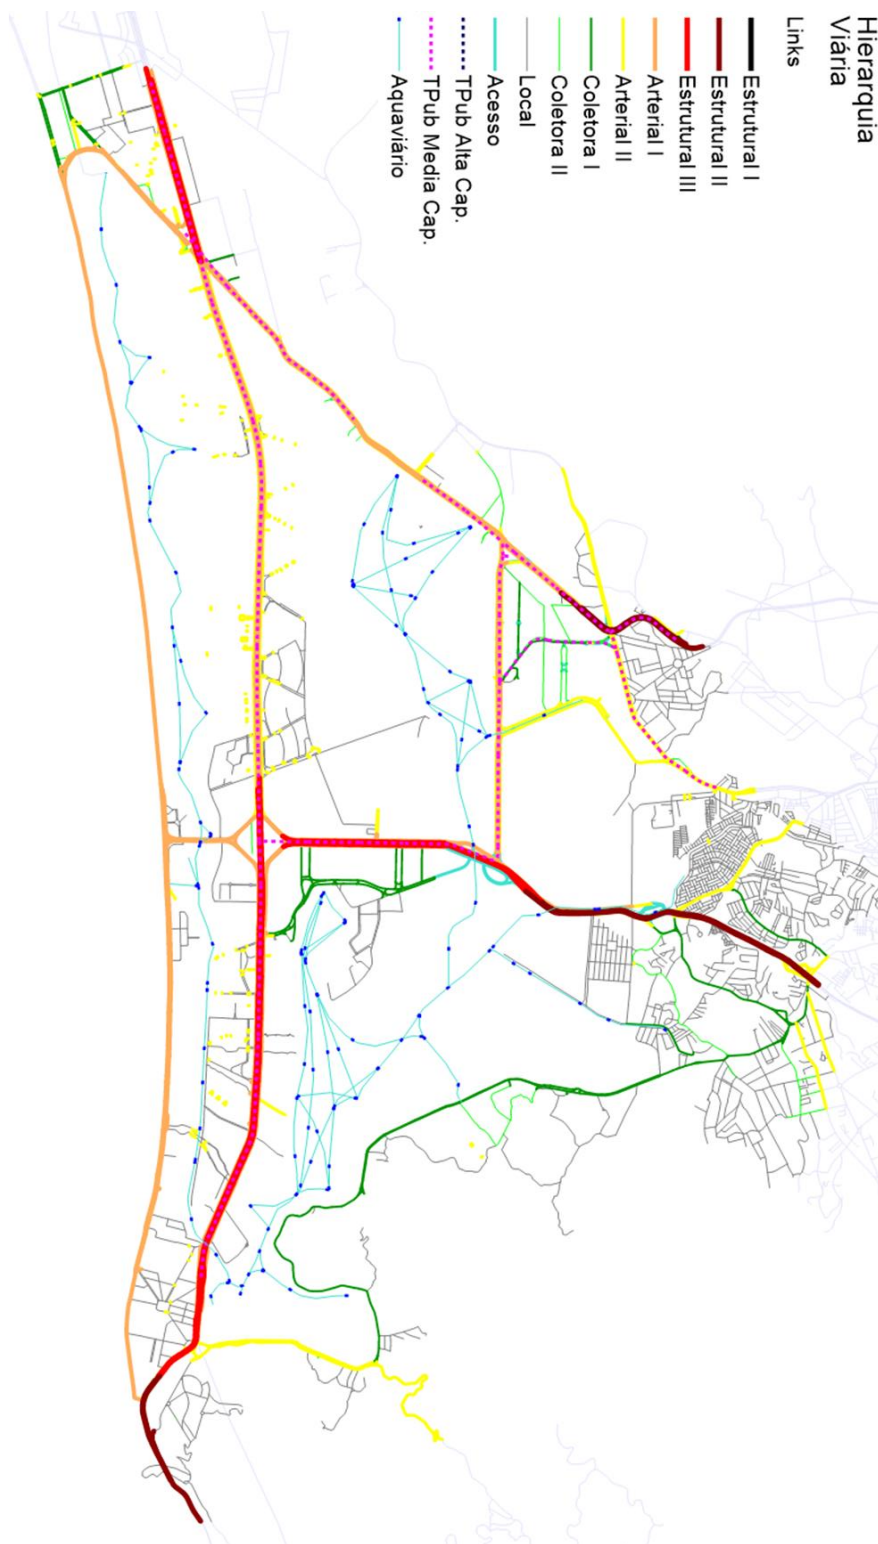 Hierarquia
Viária
Links
Estrutural I
Estrutural II
Estrutural III
Arterial I
Arterial II
Coletora I
Coletora II
Local
Acesso
TPub Alta Cap.
TPub Media Cap.
Aquaviário